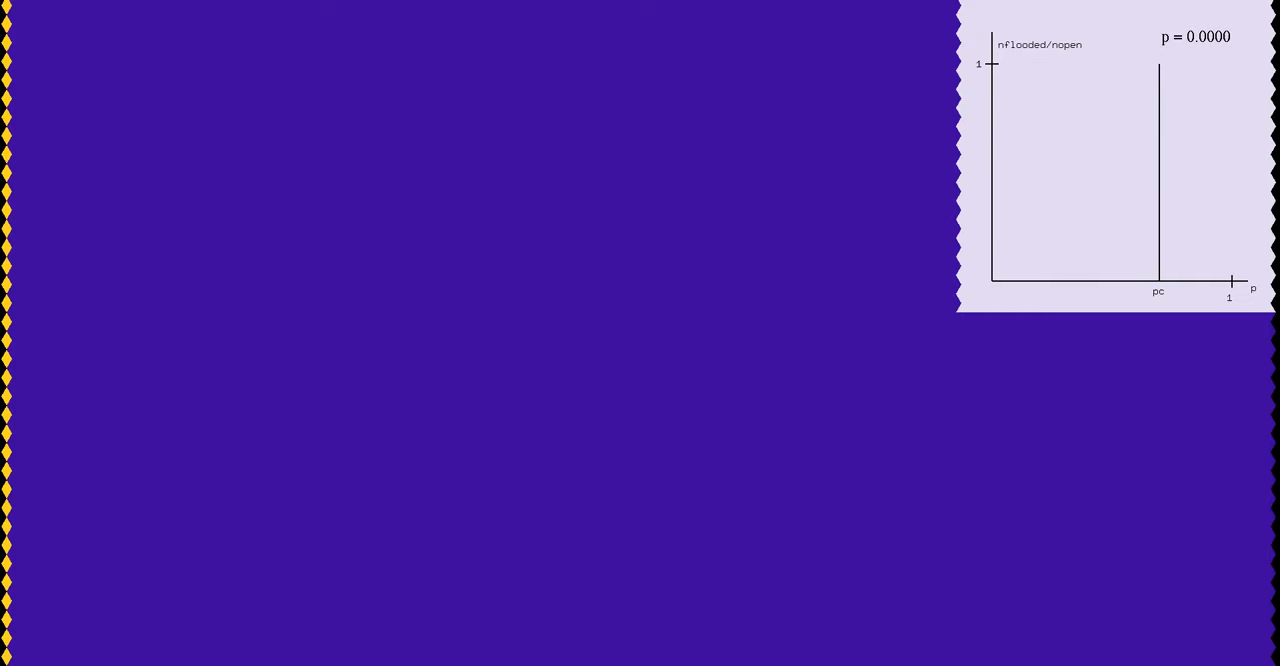 p = 0.0000
nflooded/nopen
1
pc
1
p